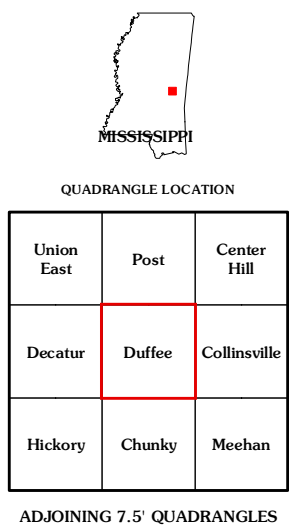 MISSISSIPPI
QUADRANGLE LOCATION
Union
East
Post
Center
Hill
Decatur
Duffee
Collinsville
Hickory
Chunky
Meehan
ADJOINING 7.5' QUADRANGLES